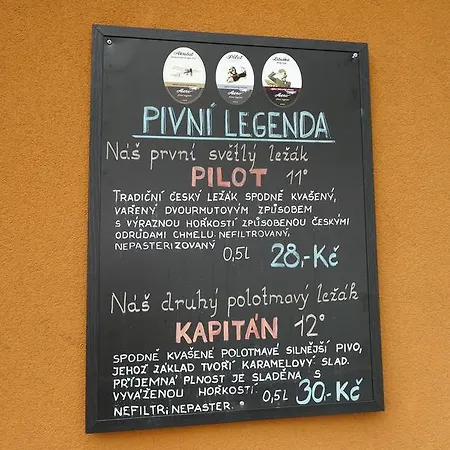 Pilot
PIVNÍ LEGENDA
Náš první světlý ležák
PILOT 11°
TRADIČNÍ ČESKÝ LEŽÁK SPODNĚ KVAŠENÝ,
VAŘENÝ DVOURMUTOVÝM ZPŮSOBEM
S VÝRAZNOU HOŘKOSTÍ ZPŮSOBENOU ČESKÝMI
ODRŮDAMI CHMELU. NEFILTROVANÝ,
NEPASTERIZOVANÝ 0,5l 28,-Kč
Náš druhý polotmavý ležák
KAPITÁN 12°
SPODNĚ KVAŠENÉ POLOTMAVÉ SILNĚJŠÍ PIVO,
JEHOŽ ZÁKLAD TVOŘÍ KARAMELOVÝ SLAD.
PŘÍJEMNÁ PLNOST JE SLADĚNA S
VYVÁŽENOU HOŘKOSTÍ. 0,5l 30,-Kč
NEFILTR; NEPASTER.